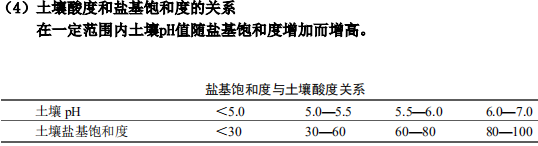 （4）土壤酸度和盐基饱和度的关系
在一定范围内土壤pH值随盐基饱和度增加而增高。
盐基饱和度与土壤酸度关系
土壤 pH ＜5.0 5.0—5.5 5.5—6.0 6.0—7.0
土壤盐基饱和度 ＜30 30—60 60—80 80—100